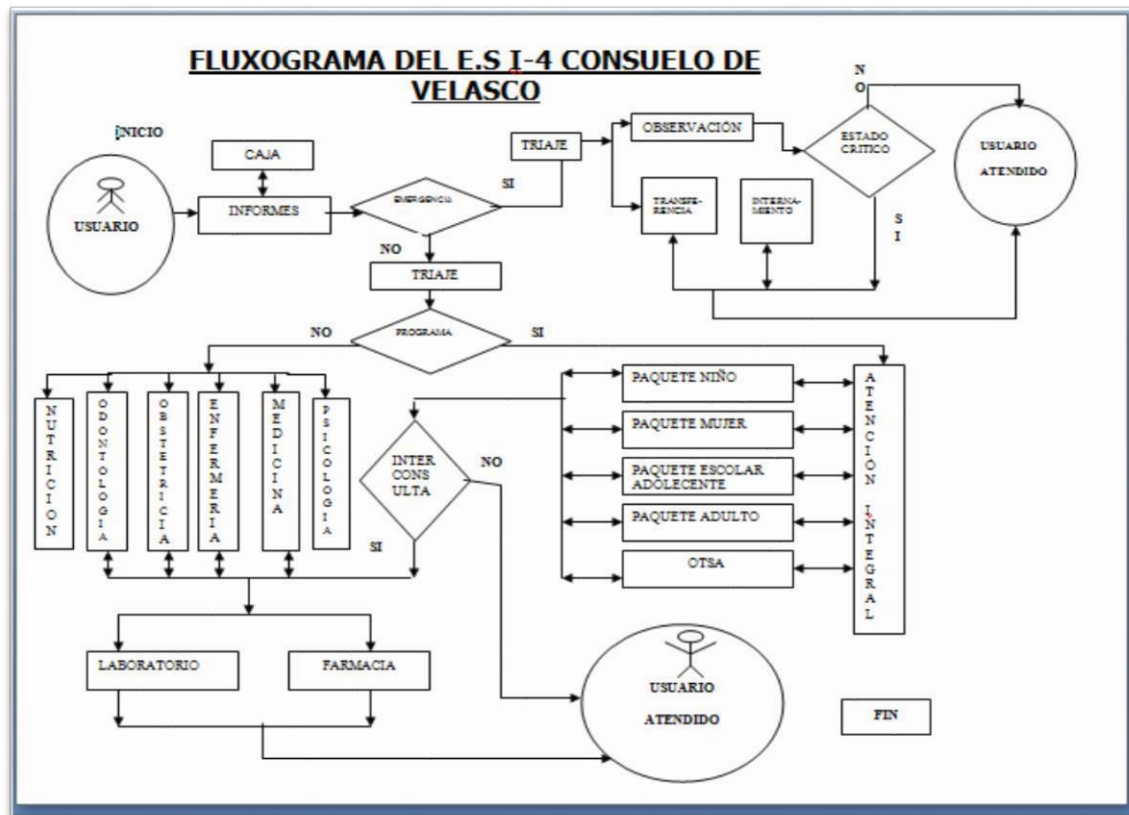 FLUXOGRAMA DEL E.S I-4 CONSUELO DE
VELASCO
INICIO
USUARIO
CAJA
INFORMES
EMERGENCIA
SI
NO
TRIAJE
OBSERVACIÓN
ESTADO
CRITICO
NO
SI
USUARIO
ATENDIDO
TRANSFE-
RENCIA
INTERNA-
MIENTO
TRIAJE
PROGRAMA
NO
SI
NUTRICION
ODONTOLOGIA
OBSTETRICIA
ENFERMERIA
MEDICINA
PSICOLOGIA
INTER
CONS
ULTA
NO
SI
PAQUETE NIÑO
PAQUETE MUJER
PAQUETE ESCOLAR
ADOLECENTE
PAQUETE ADULTO
OTSA
ATENCIÓN INTEGRAL
LABORATORIO
FARMACIA
USUARIO
ATENDIDO
FIN